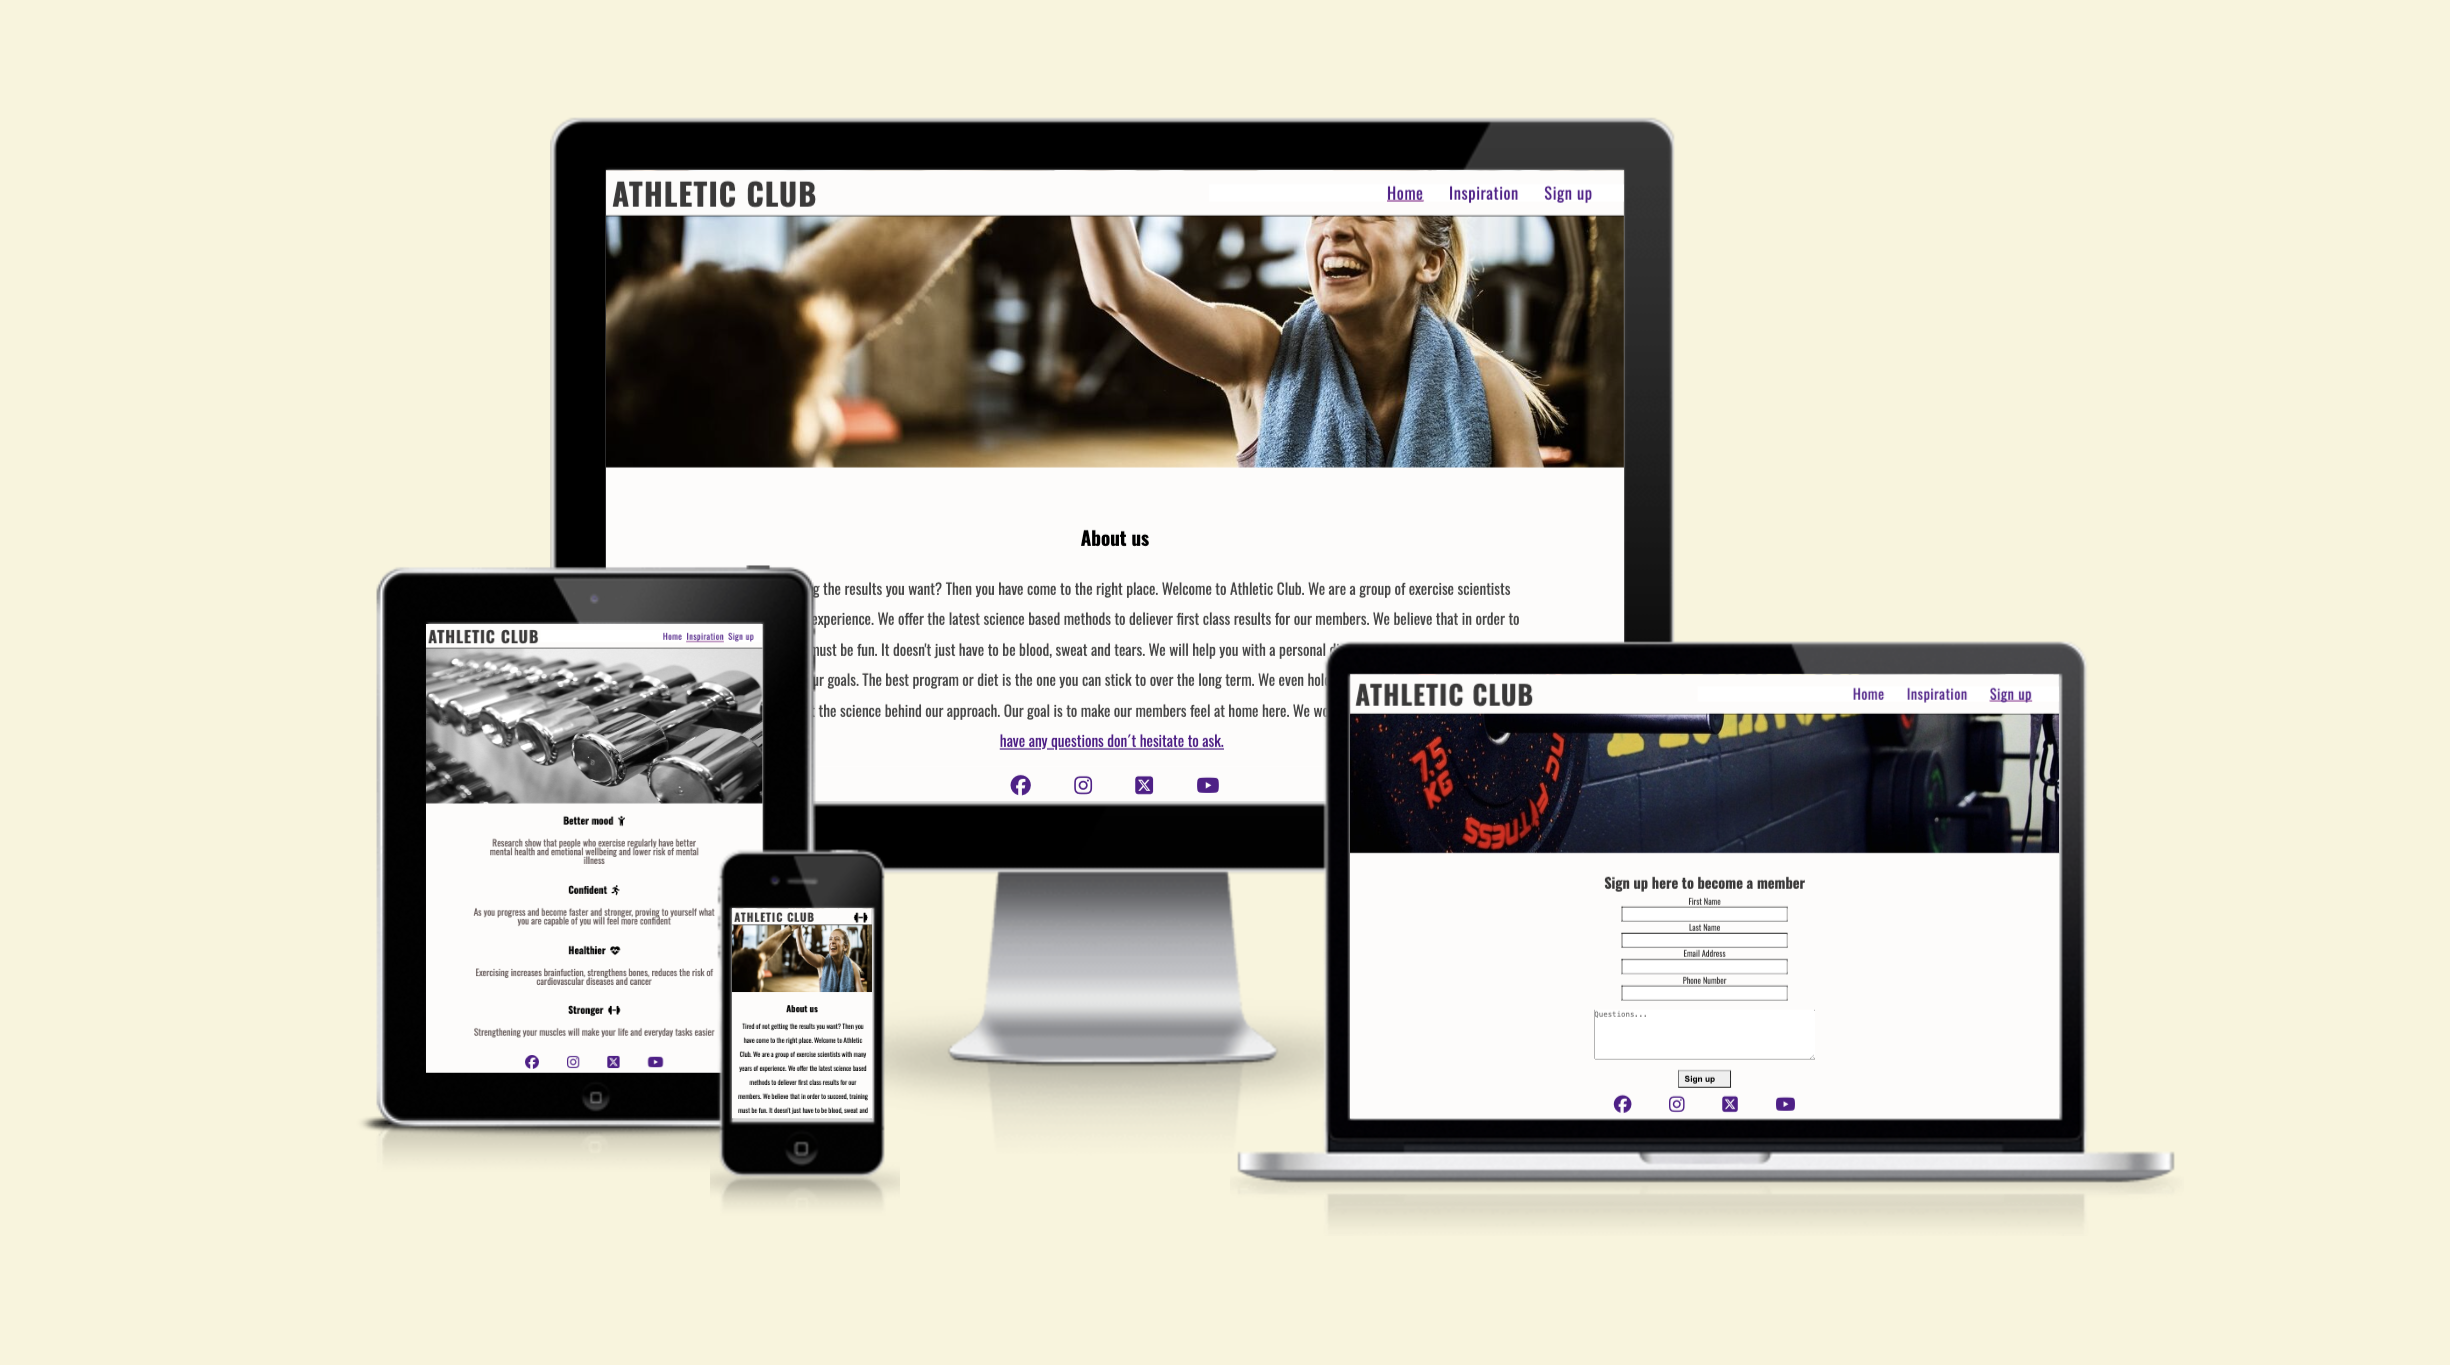 ATHLETIC CLUB
Home Inspiration Sign up
About us
the results you want? Then you have come to the right place. Welcome to Athletic Club. We are a group of exercise scientists
experience. We offer the latest science based methods to deliever first class results for our members. We believe that in order to
must be fun. It doesn't just have to be blood, sweat and tears. We will help you with a personal
goals. The best program or diet is the one you can stick to over the long term. We even
the science behind our approach. Our goal is to make our members feel at home here. We
have any questions don´t hesitate to ask.
ATHLETIC CLUB
Home Inspiration Sign up
Better mood
Research show that people who exercise regularly have better
mental health and emotional wellbeing and lower risk of mental
illness
Confident
As you progress and become faster and stronger, proving to yourself what
you are capable of you will feel more confident
Healthier
Exercising increases brainfuction, strengthens bones, reduces the risk of
cardiovascular diseases and cancer
Stronger
Strengthening your muscles will make your life and everyday tasks easier
ATHLETIC CLUB
About us
Tired of not getting the results you want? Then you
have come to the right place. Welcome to Athletic
Club. We are a group of exercise scientists with many
years of experience. We offer the latest science based
methods to deliever first class results for our
members. We believe that in order to succeed, training
must be fun. It doesn't just have to be blood, sweat and
ATHLETIC CLUB
Home Inspiration Sign up
7.5
KG
FITNESS
Sign up here to become a member
First Name
Last Name
Email Address
Phone Number
Questions...
Sign up